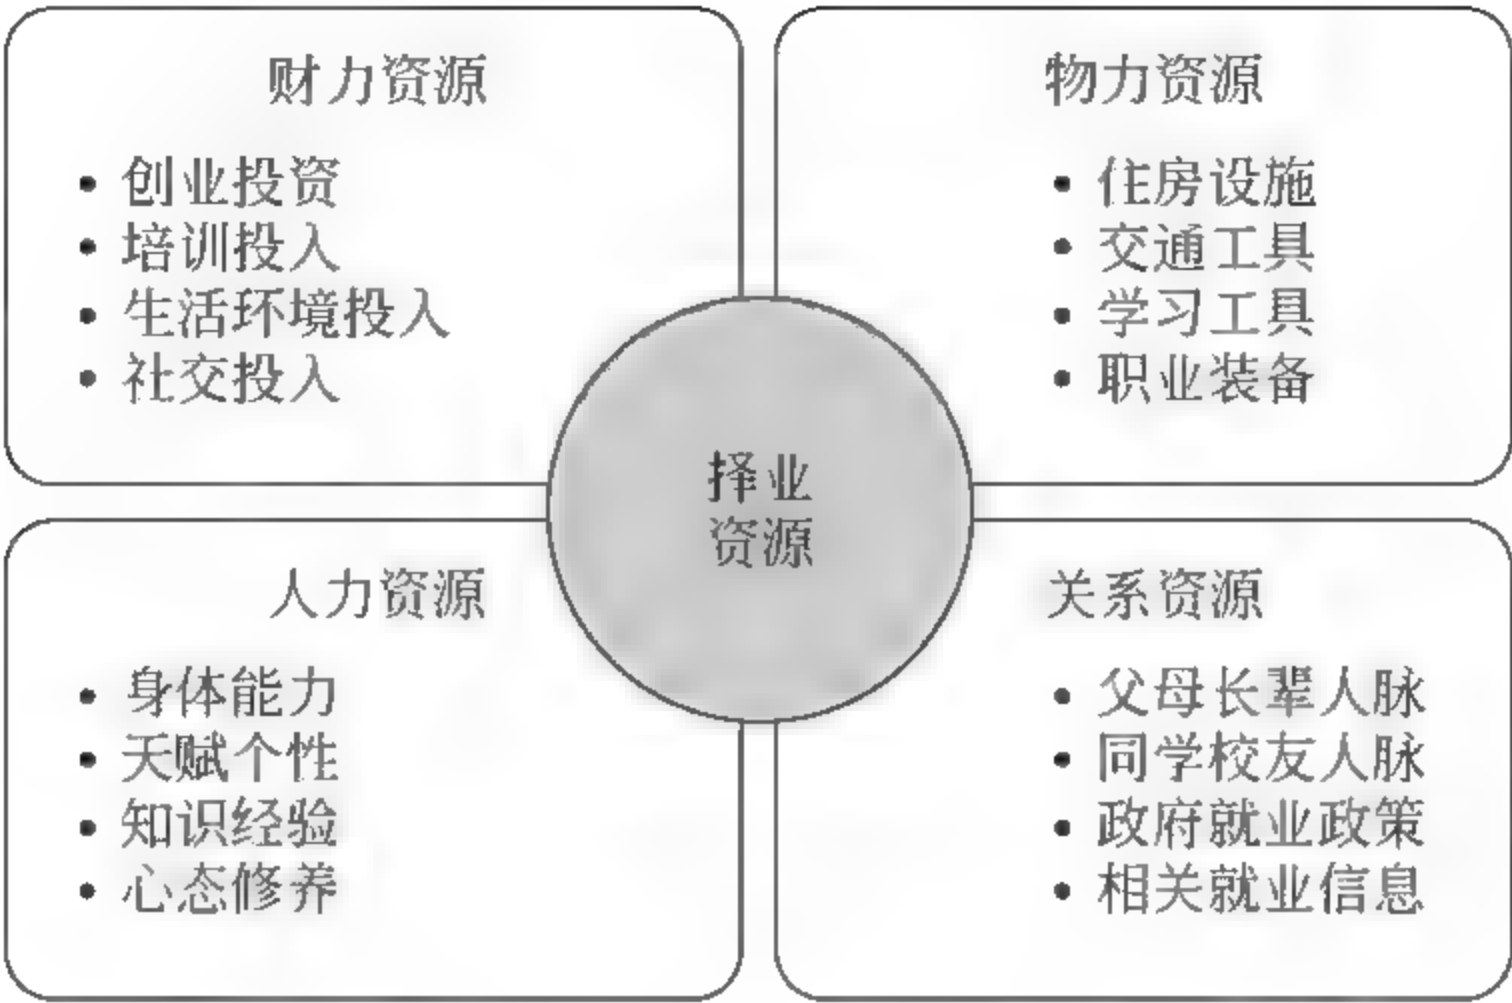 财力资源
创业投资
培训投入
生活环境投入
社交投入
物力资源
住房设施
交通工具
学习工具
职业装备
择业
资源
人力资源
身体能力
天赋个性
知识经验
心态修养
关系资源
父母长辈人脉
同学校友人脉
政府就业政策
相关就业信息